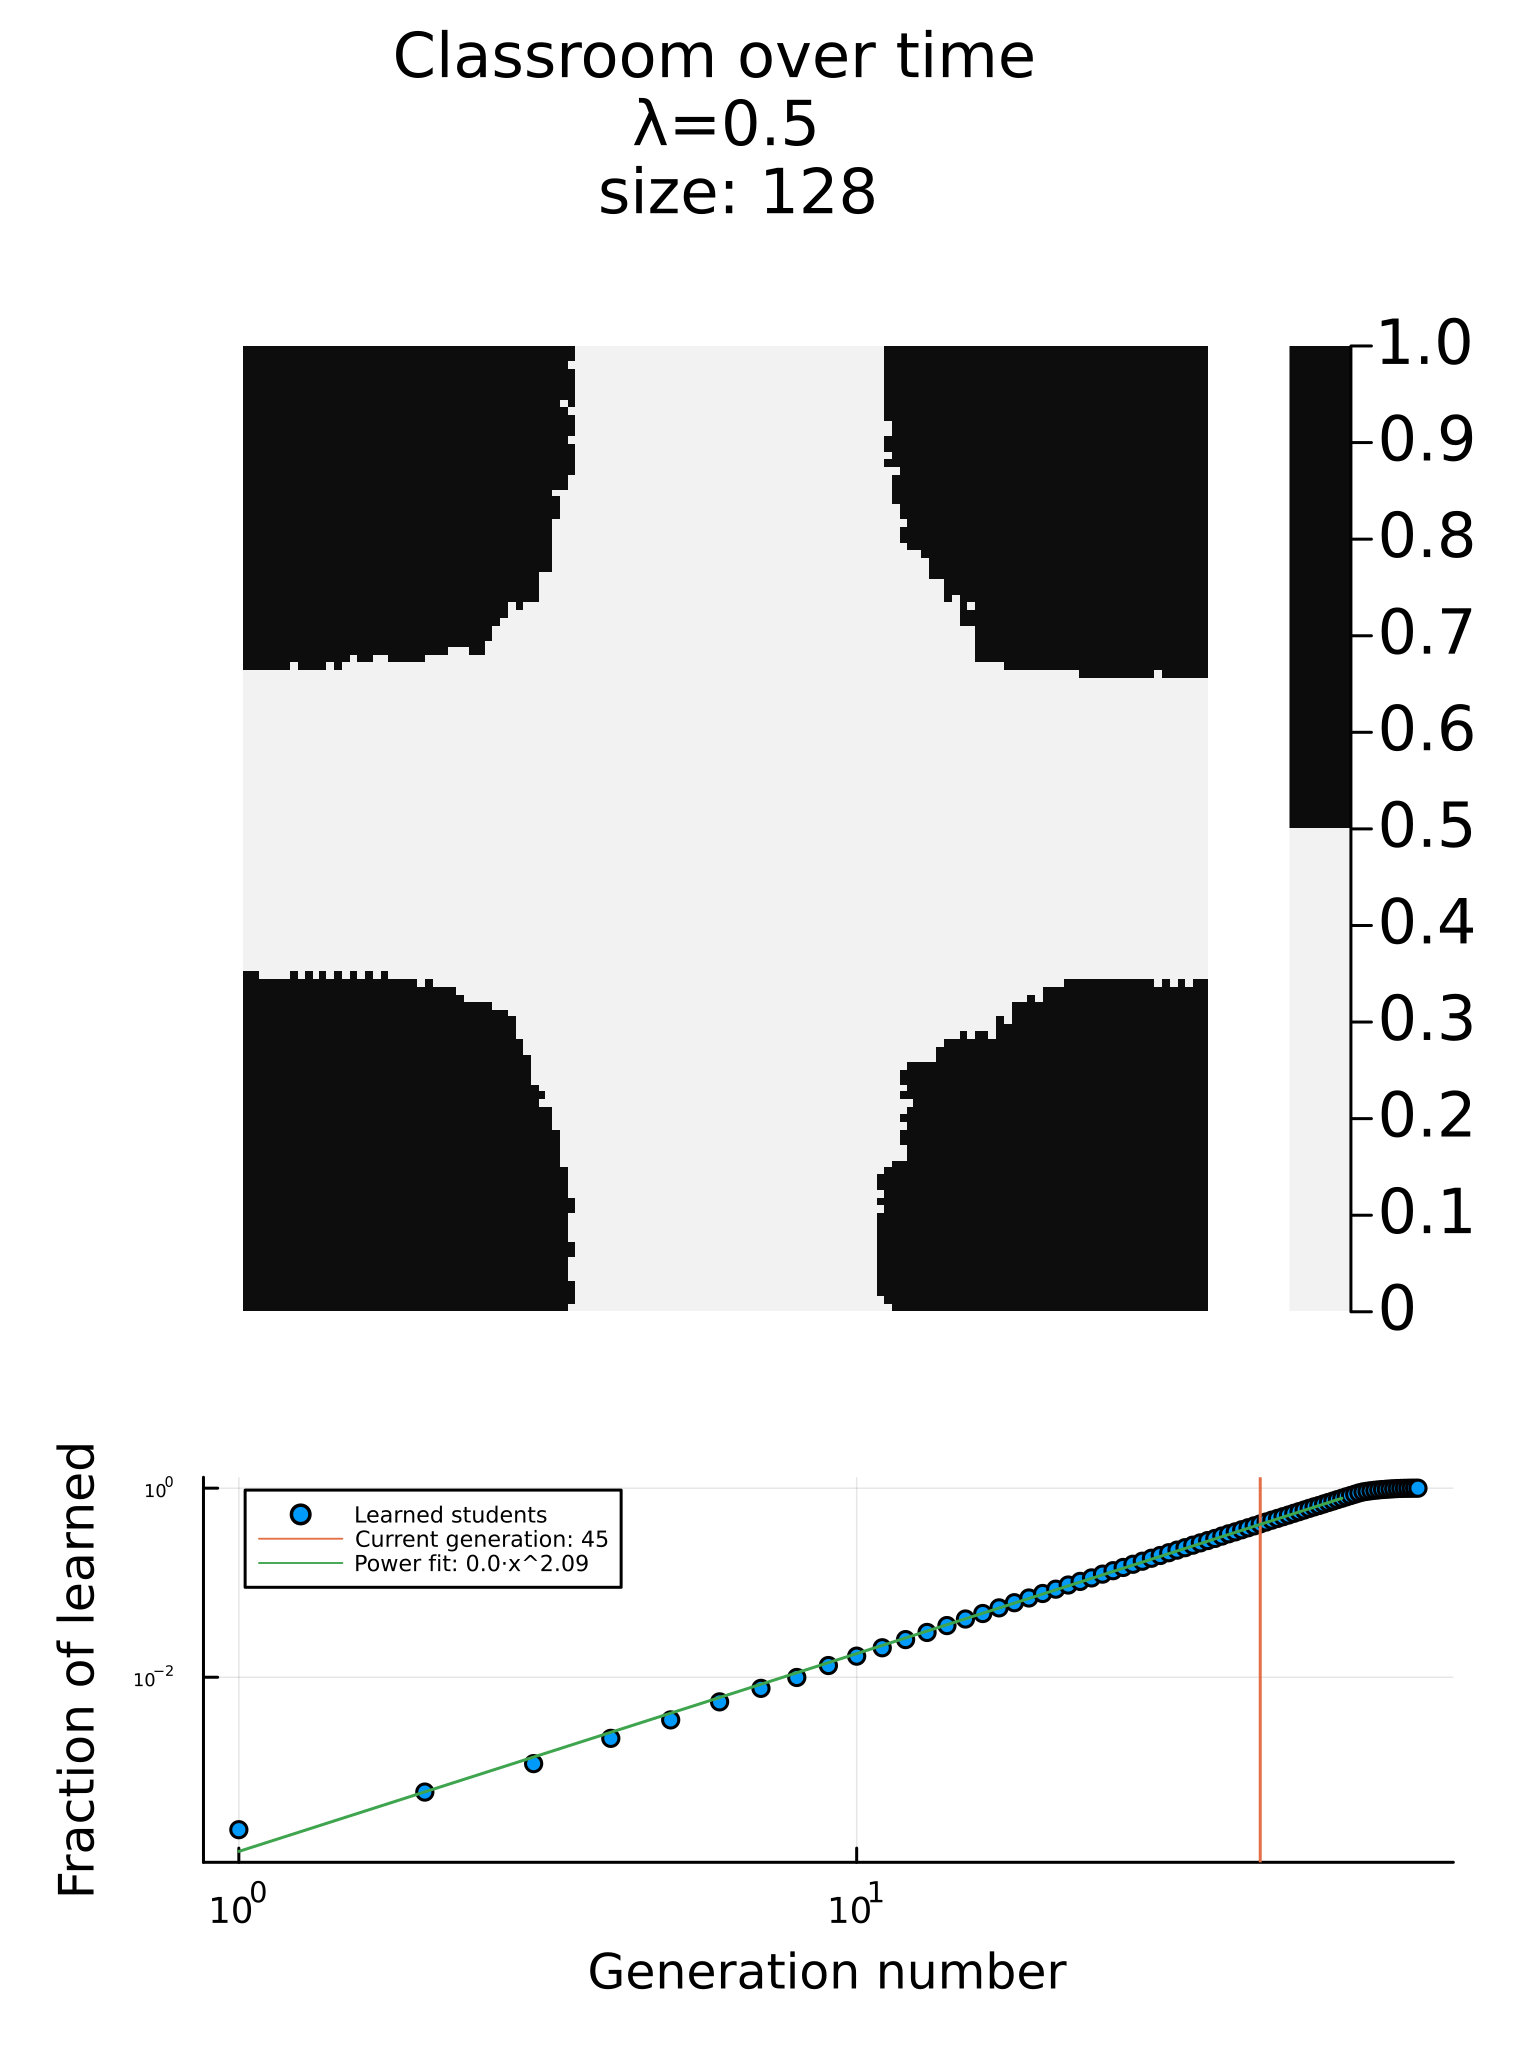 Classroom over time
λ=0.5
size: 128
1.0
0.9
0.8
0.7
0.6
0.5
0.4
0.3
0.2
0.1
0
Fraction of learned
10^0
10^−2
Learned students
Current generation: 45
Power fit: 0.0·x^2.09
10^0
10^1
Generation number